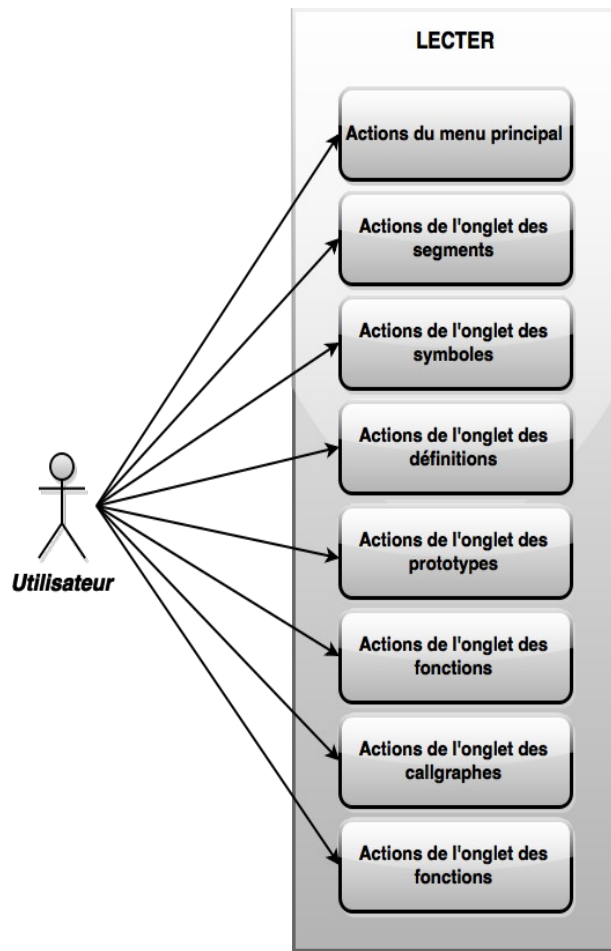 LECTER
Actions du menu principal
Actions de l'onglet des
segments
Actions de l'onglet des
symboles
Actions de l'onglet des
définitions
Actions de l'onglet des
prototypes
Actions de l'onglet des
fonctions
Actions de l'onglet des
callgraphes
Actions de l'onglet des
fonctions
Utilisateur